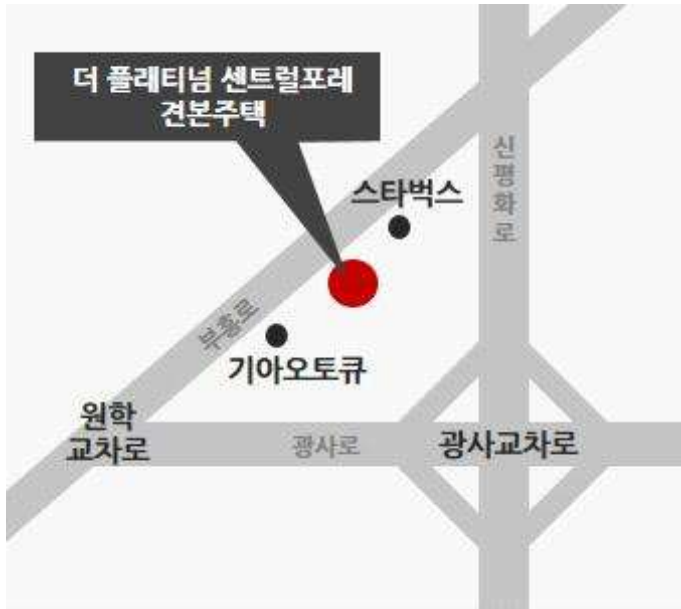 더 플래티넘 센트럴포레
견본주택
스타벅스
신평화로
부흥로
기아오토큐
원학
교차로
광사로
광사교차로